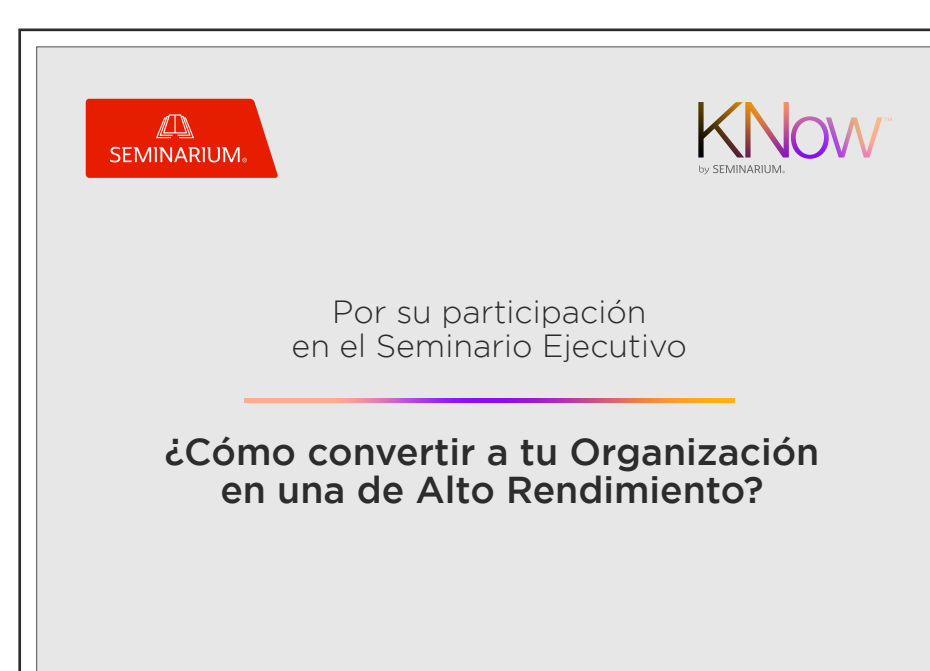 SEMINARIUM®
KNow™
by SEMINARIUM®
Por su participación
en el Seminario Ejecutivo
¿Cómo convertir a tu Organización
en una de Alto Rendimiento?